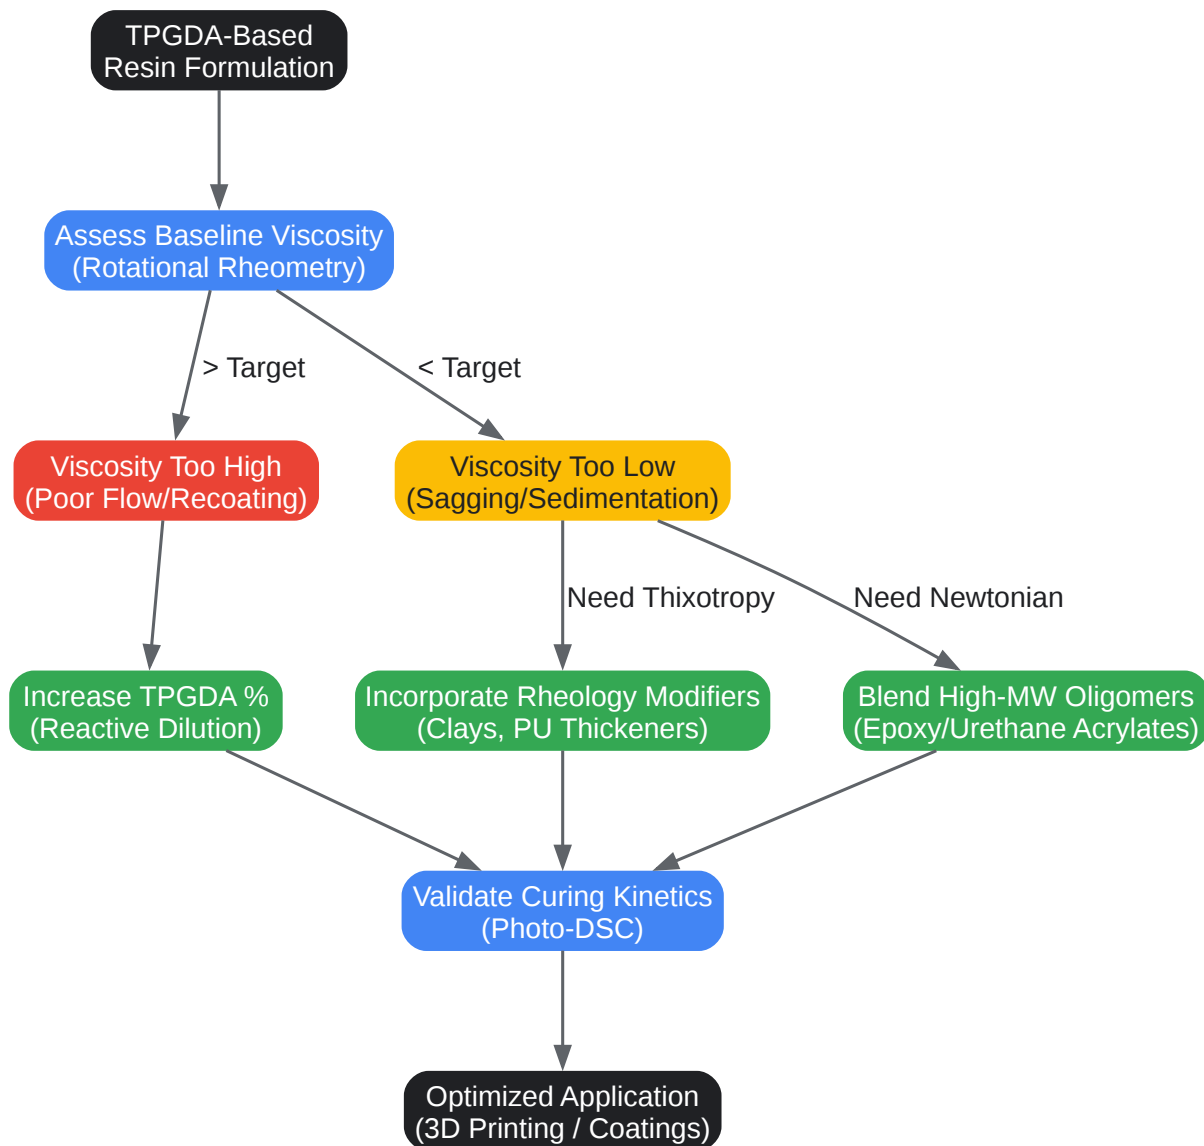 TPGDA-Based
Resin Formulation
Assess Baseline Viscosity
(Rotational Rheometry)
> Target
< Target
Viscosity Too High
(Poor Flow/Recoating)
Viscosity Too Low
(Sagging/Sedimentation)
Need Thixotropy
Need Newtonian
Increase TPGDA %
(Reactive Dilution)
Incorporate Rheology Modifiers
(Clays, PU Thickeners)
Blend High-MW Oligomers
(Epoxy/Urethane Acrylates)
Validate Curing Kinetics
(Photo-DSC)
Optimized Application
(3D Printing / Coatings)